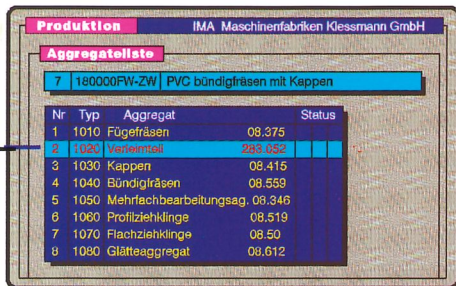 Produktion IMA Maschinenfabriken Klessmann GmbH
Aggregateliste
7 180000FW-ZW PVC bündigfräsen mit Kappen
Nr Typ Aggregat Status
1 1010 Fügefräsen 08.375
2 1020 Verleimteil 283.052
3 1030 Kappen 08.415
4 1040 Bündigfräsen 08.559
5 1050 Mehrfachbearbeitungsag. 08.346
6 1060 Profilziehklinge 08.519
7 1070 Flachziehklinge 08.50
8 1080 Glätteaggregat 08.612